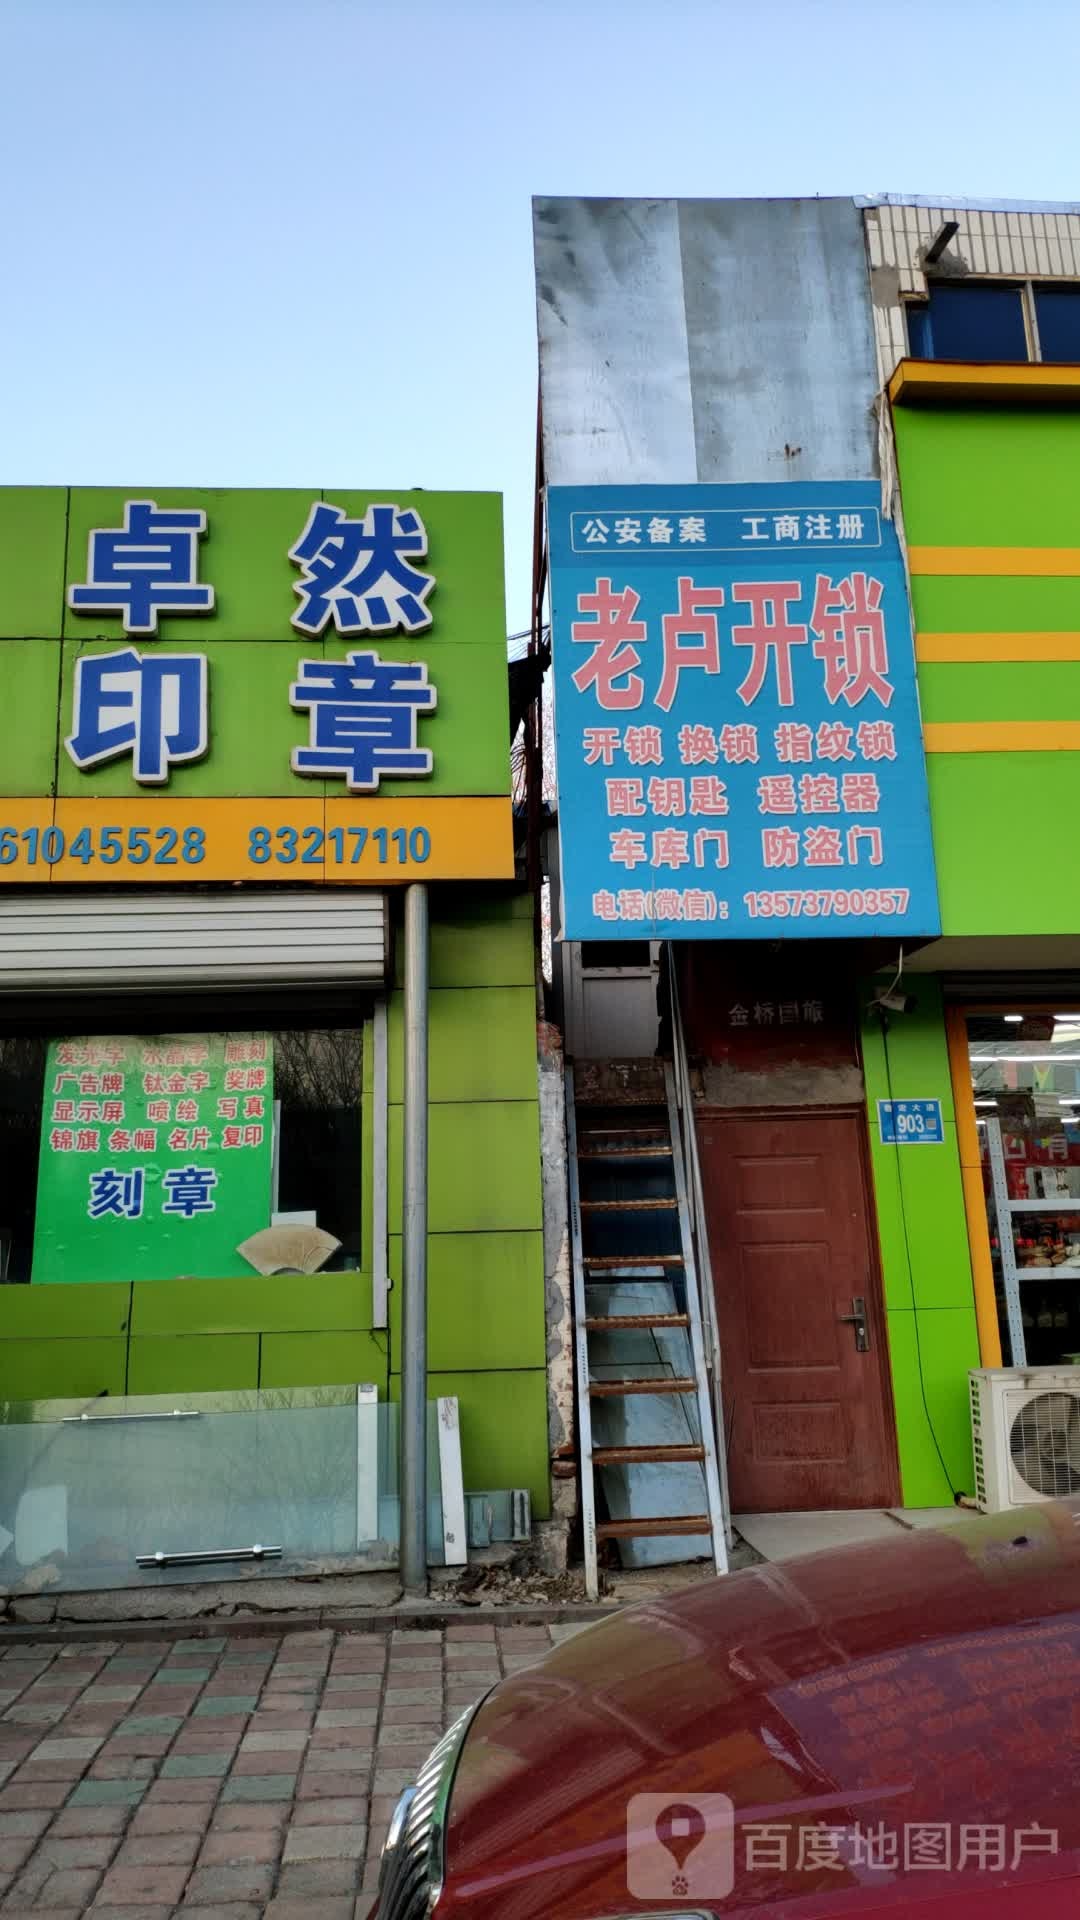 卓然
印章
61045528 83217110
发光字 水晶字 雕刻
广告牌 钛金字 奖牌
显示屏 喷绘 写真
锦旗 条幅 名片 复印
刻章
公安备案 工商注册
老卢开锁
开锁 换锁 指纹锁
配钥匙 遥控器
车库门 防盗门
电话(微信)：13573790357
金桥国旅
903
百度地图用户